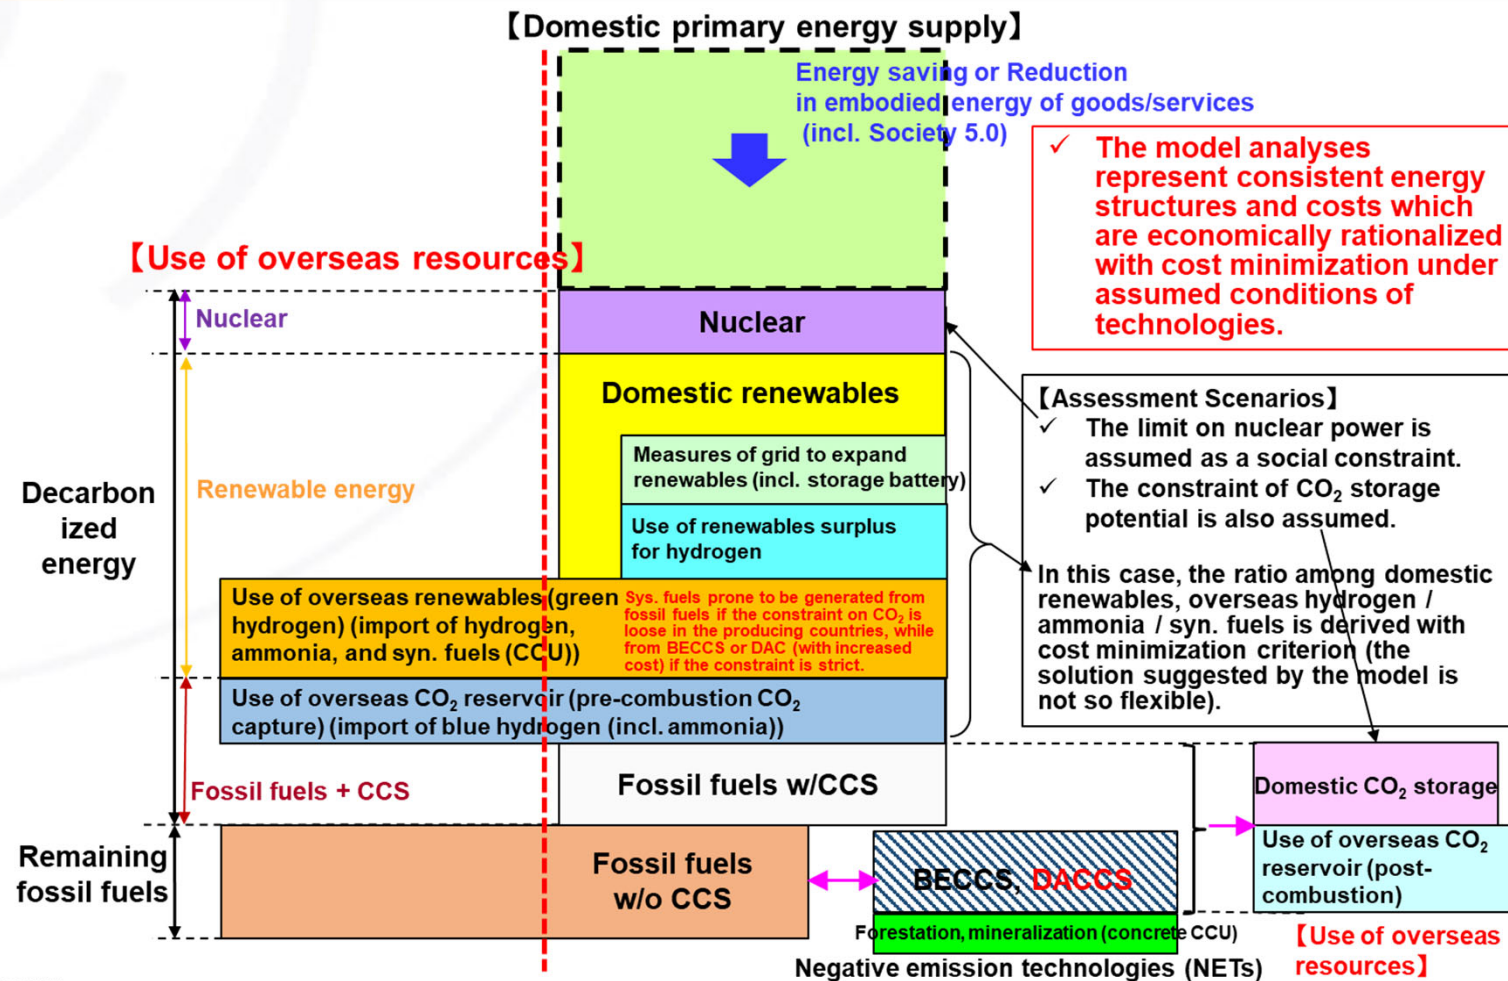 【Domestic primary energy supply】
Energy saving or Reduction
in embodied energy of goods/services
(incl. Society 5.0)
✓ The model analyses
represent consistent energy
structures and costs which
are economically rationalized
with cost minimization under
assumed conditions of
technologies.
【Use of overseas resources】
Nuclear
Nuclear
Domestic renewables
Measures of grid to expand
renewables (incl. storage battery)
Use of renewables surplus
for hydrogen
【Assessment Scenarios】
✓ The limit on nuclear power is
assumed as a social constraint.
✓ The constraint of CO₂ storage
potential is also assumed.
In this case, the ratio among domestic
renewables, overseas hydrogen /
ammonia / syn. fuels is derived with
cost minimization criterion (the
solution suggested by the model is
not so flexible).
Decarbon
ized
energy
Renewable energy
Use of overseas renewables (green
hydrogen) (import of hydrogen,
ammonia, and syn. fuels (CCU))
Sys. fuels prone to be generated from
fossil fuels if the constraint on CO₂ is
loose in the producing countries, while
from BECCS or DAC (with increased
cost) if the constraint is strict.
Use of overseas CO₂ reservoir (pre-combustion CO₂
capture) (import of blue hydrogen (incl. ammonia))
Fossil fuels + CCS
Fossil fuels w/CCS
Domestic CO₂ storage
Use of overseas CO₂
reservoir (post-
combustion)
Remaining
fossil fuels
Fossil fuels
w/o CCS
BECCS, DACCS
Forestation, mineralization (concrete CCU)
Negative emission technologies (NETs)
【Use of overseas
resources】